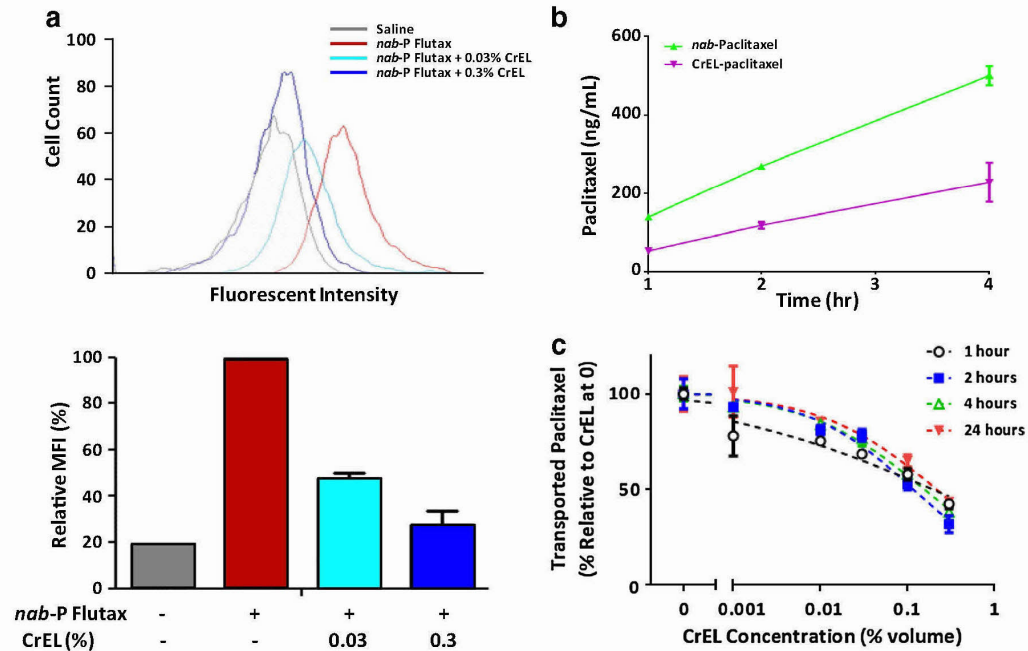 a
Saline
nab-P Flutax
nab-P Flutax + 0.03% CrEL
nab-P Flutax + 0.3% CrEL
100
80
60
40
20
0
Cell Count
Fluorescent Intensity
100
80
60
40
20
0
Relative MFI (%)
nab-P Flutax - + + +
CrEL (%) - - 0.03 0.3
b
nab-Paclitaxel
CrEL-paclitaxel
600
400
200
0
Paclitaxel (ng/mL)
1 2 3 4
Time (hr)
c
1 hour
2 hours
4 hours
24 hours
100
50
0
Transported Paclitaxel
(% Relative to CrEL at 0)
0 0.001 0.01 0.1 1
CrEL Concentration (% volume)